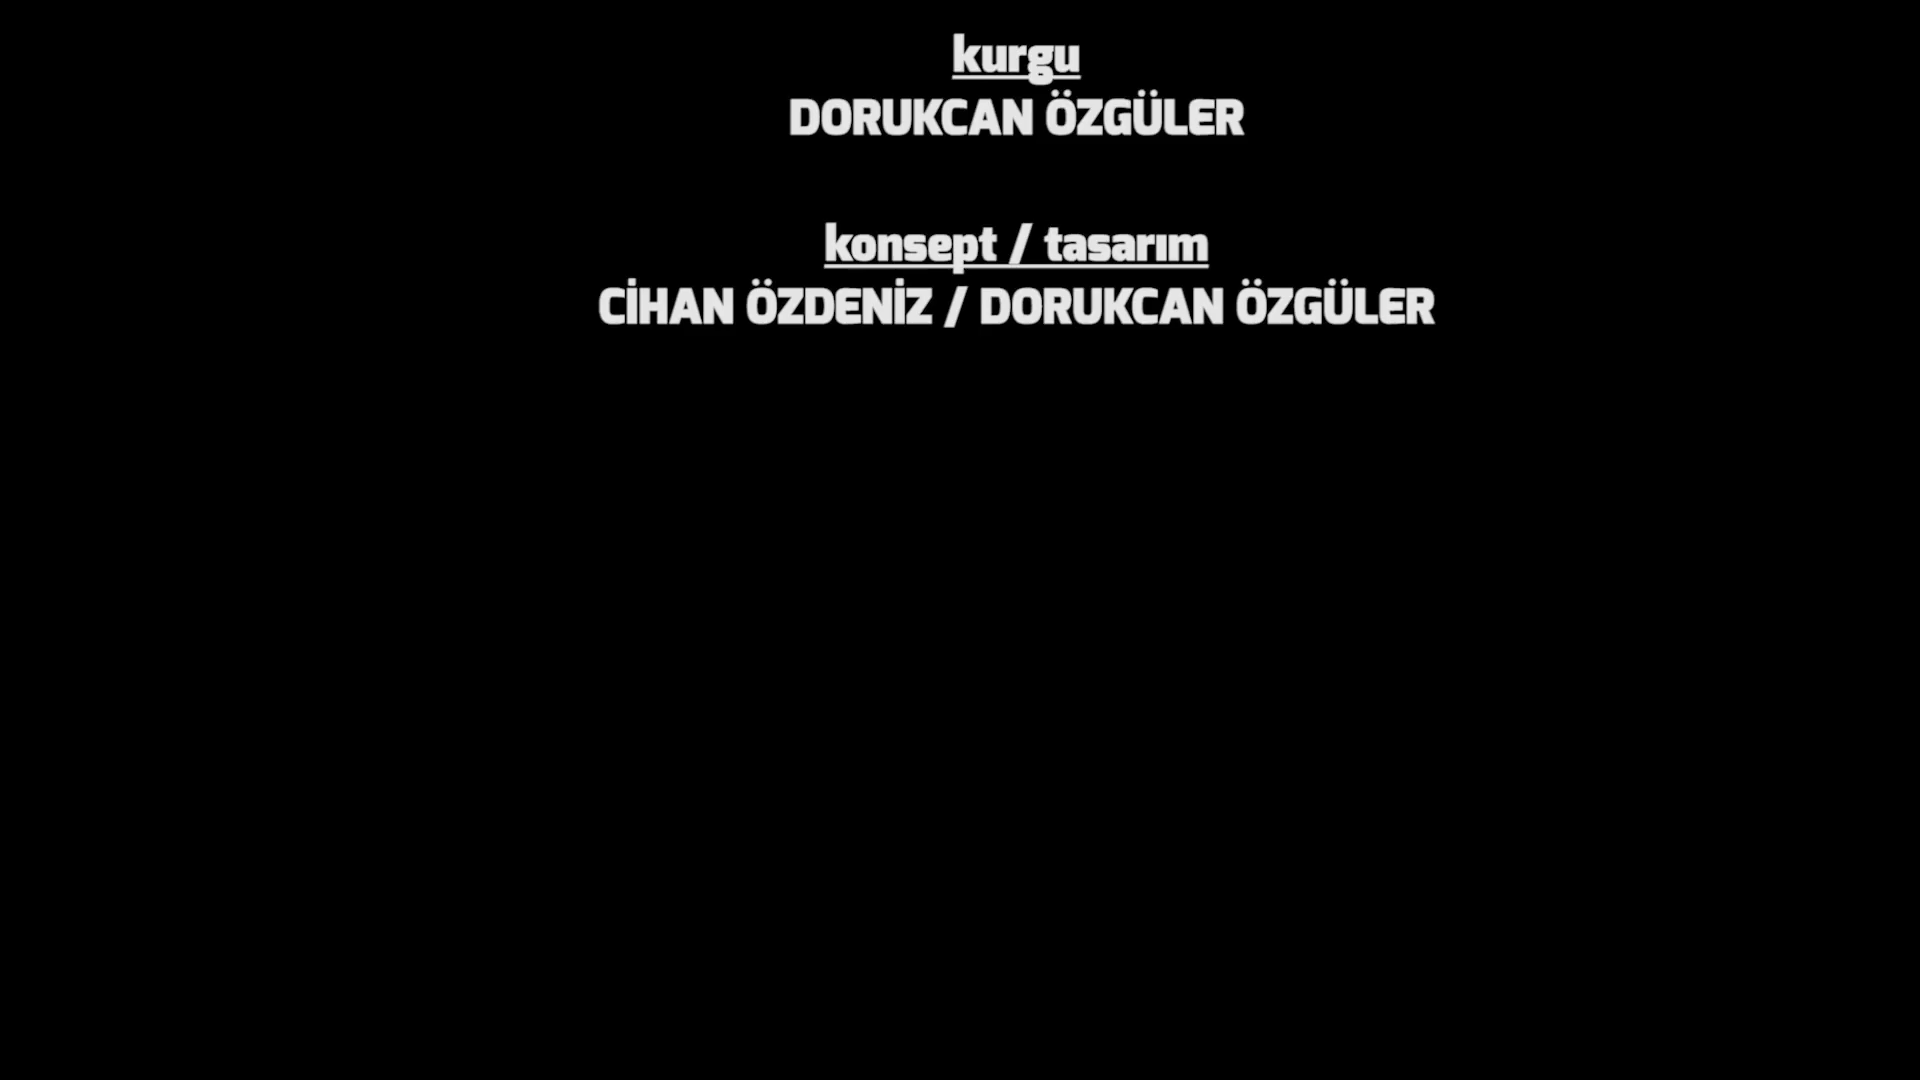 kurgu
DORUKCAN ÖZGÜLER
konsept / tasarım
CİHAN ÖZDENİZ / DORUKCAN ÖZGÜLER